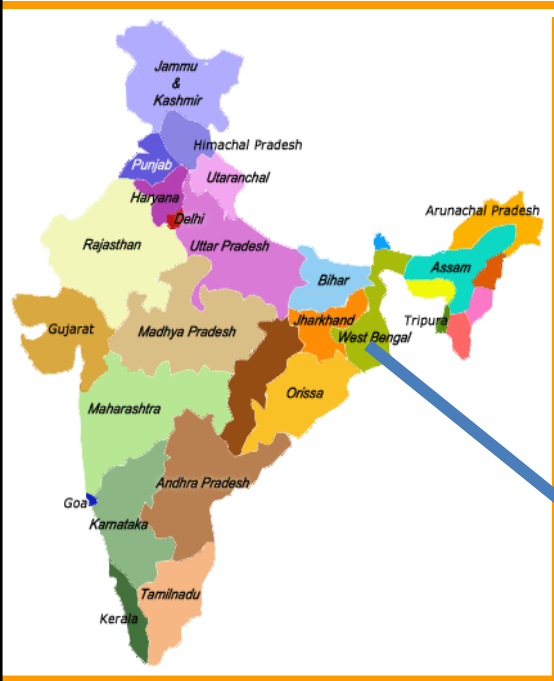 Jammu
&
Kashmir
Himachal Pradesh
Punjab
Utaranchal
Haryana
Delhi
Arunachal Pradesh
Rajasthan
Uttar Pradesh
Assam
Bihar
Gujarat
Madhya Pradesh
Jharkhand
Tripura
West Bengal
Orissa
Maharashtra
Andhra Pradesh
Goa
Karnataka
Tamilnadu
Kerala